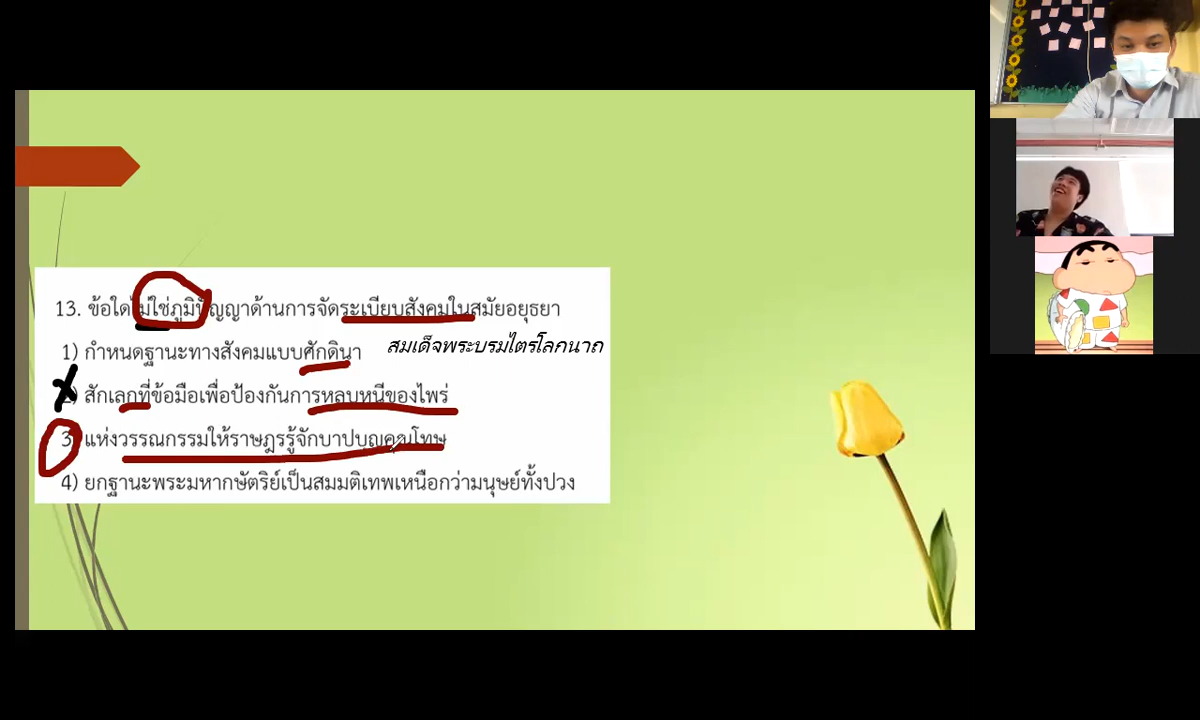 13. ข้อใดไม่ใช่ภูมิปัญญาด้านการจัดระเบียบสังคมในสมัยอยุธยา
1) กำหนดฐานะทางสังคมแบบศักดินา สมเด็จพระบรมไตรโลกนาถ
2) สักเลกที่ข้อมือเพื่อป้องกันการหลบหนีของไพร่
3) แห่งวรรณกรรมให้ราษฎรรู้จักบาปบุญคุณโทษ
4) ยกฐานะพระมหากษัตริย์เป็นสมมติเทพเหนือกว่ามนุษย์ทั้งปวง